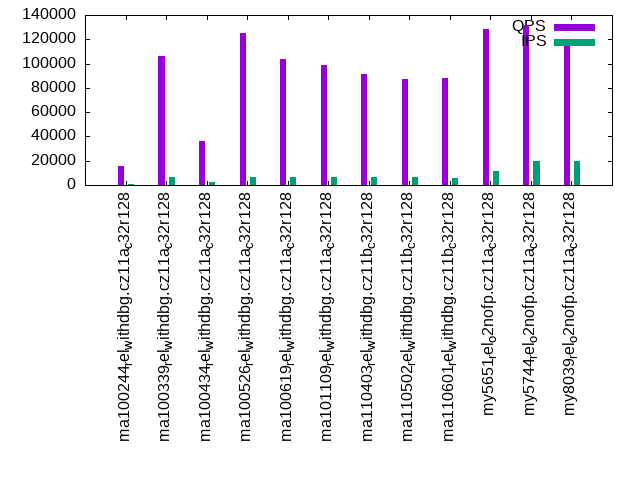 140000
120000
100000
80000
60000
40000
20000
0
QPS
IPS
ma100244_rel_withdbg.cz11a_c32r128
ma100339_rel_withdbg.cz11a_c32r128
ma100434_rel_withdbg.cz11a_c32r128
ma100526_rel_withdbg.cz11a_c32r128
ma100619_rel_withdbg.cz11a_c32r128
ma101109_rel_withdbg.cz11a_c32r128
ma110403_rel_withdbg.cz11b_c32r128
ma110502_rel_withdbg.cz11b_c32r128
ma110601_rel_withdbg.cz11b_c32r128
my5651_rel_o2nofp.cz11a_c32r128
my5744_rel_o2nofp.cz11a_c32r128
my8039_rel_o2nofp.cz11a_c32r128